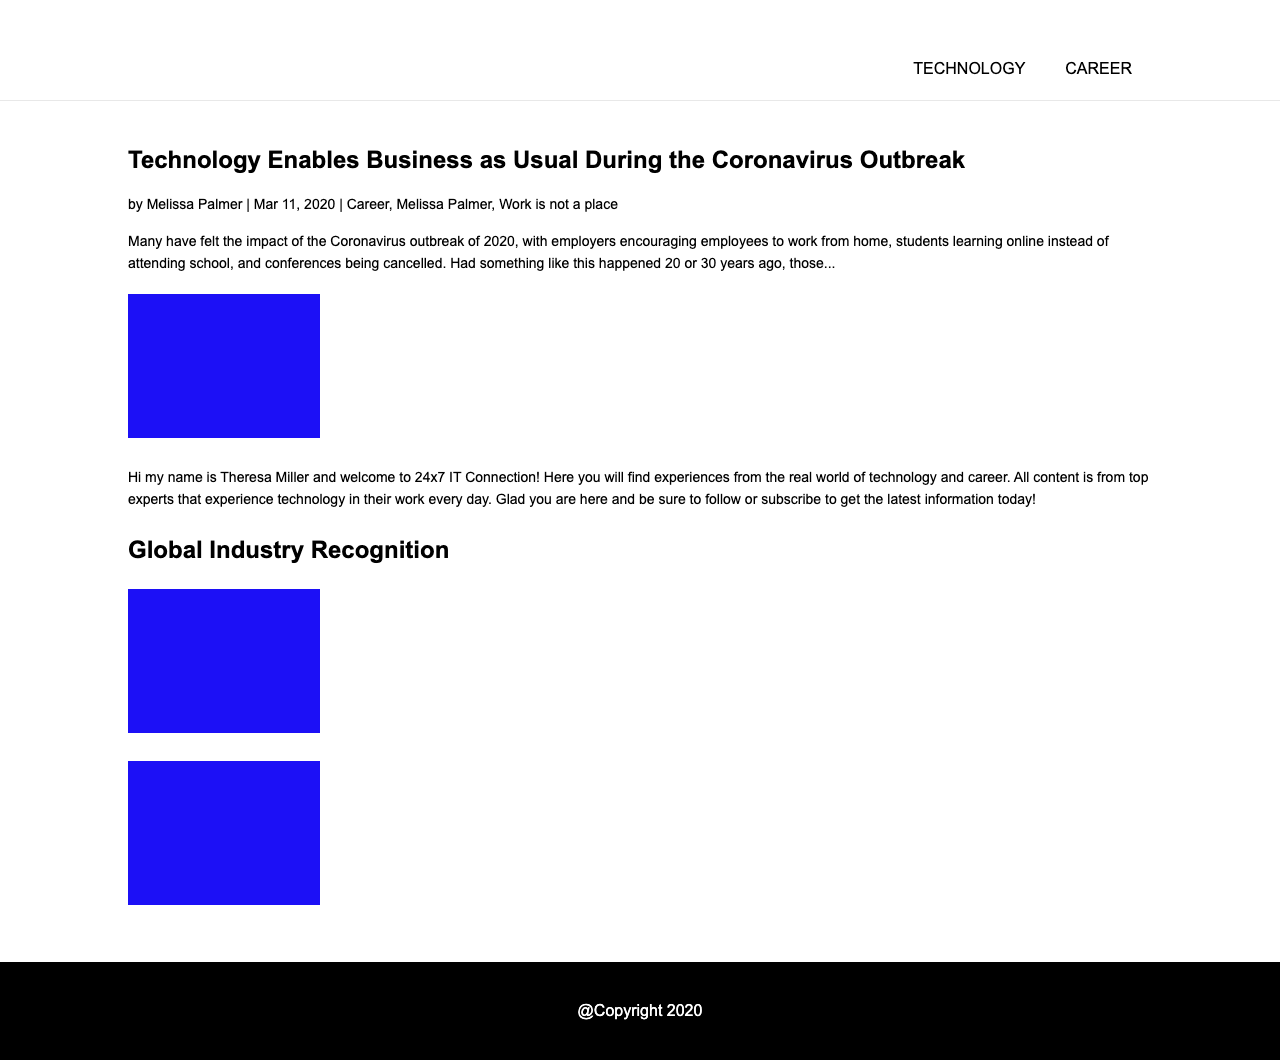 TECHNOLOGY CAREER
Technology Enables Business as Usual During the Coronavirus Outbreak
by Melissa Palmer | Mar 11, 2020 | Career, Melissa Palmer, Work is not a place
Many have felt the impact of the Coronavirus outbreak of 2020, with employers encouraging employees to work from home, students learning online instead of
attending school, and conferences being cancelled. Had something like this happened 20 or 30 years ago, those...
Hi my name is Theresa Miller and welcome to 24x7 IT Connection! Here you will find experiences from the real world of technology and career. All content is from top
experts that experience technology in their work every day. Glad you are here and be sure to follow or subscribe to get the latest information today!
Global Industry Recognition
@Copyright 2020